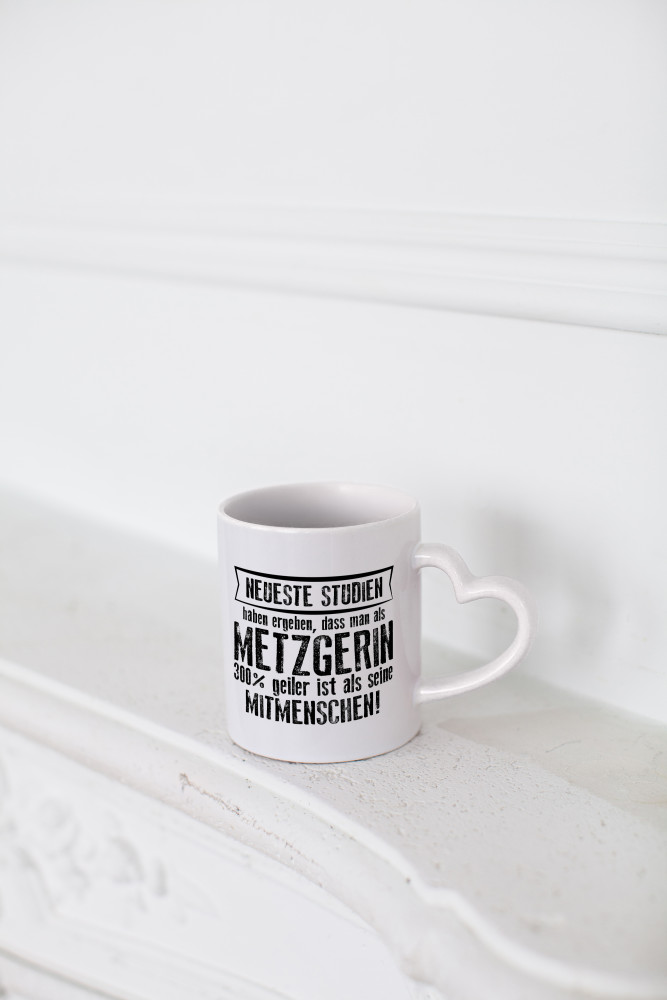 NEUESTE STUDIEN
haben ergeben, dass man als
METZGERIN
300% geiler ist als seine
MITMENSCHEN!